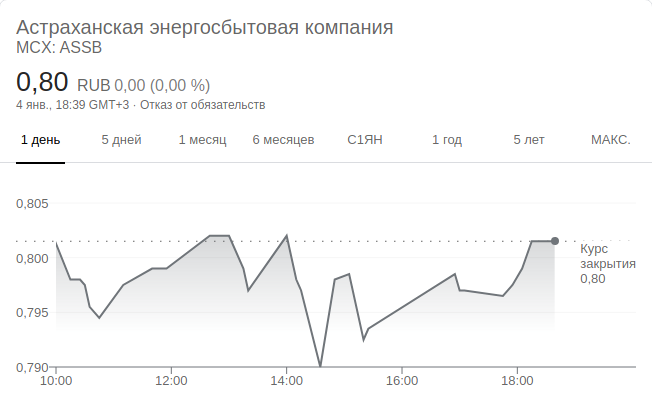 Астраханская энергосбытовая компания
MCX: ASSB
0,80 RUB 0,00 (0,00 %)
4 янв., 18:39 GMT+3 · Отказ от обязательств
1 день 5 дней 1 месяц 6 месяцев С1ЯН 1 год 5 лет МАКС.
0,805
0,800
0,795
0,790
Курс
закрытия
0,80
10:00 12:00 14:00 16:00 18:00